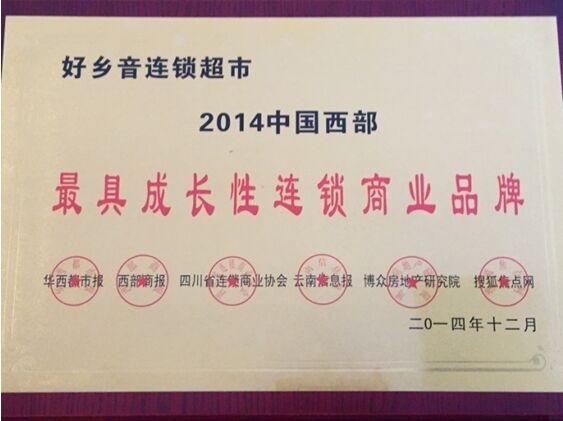 好乡音连锁超市
2014中国西部
最具成长性连锁商业品牌
华西都市报 西部商报 四川省连锁商业协会 云南信息报 博众房地产研究院 搜狐焦点网
二0一四年十二月